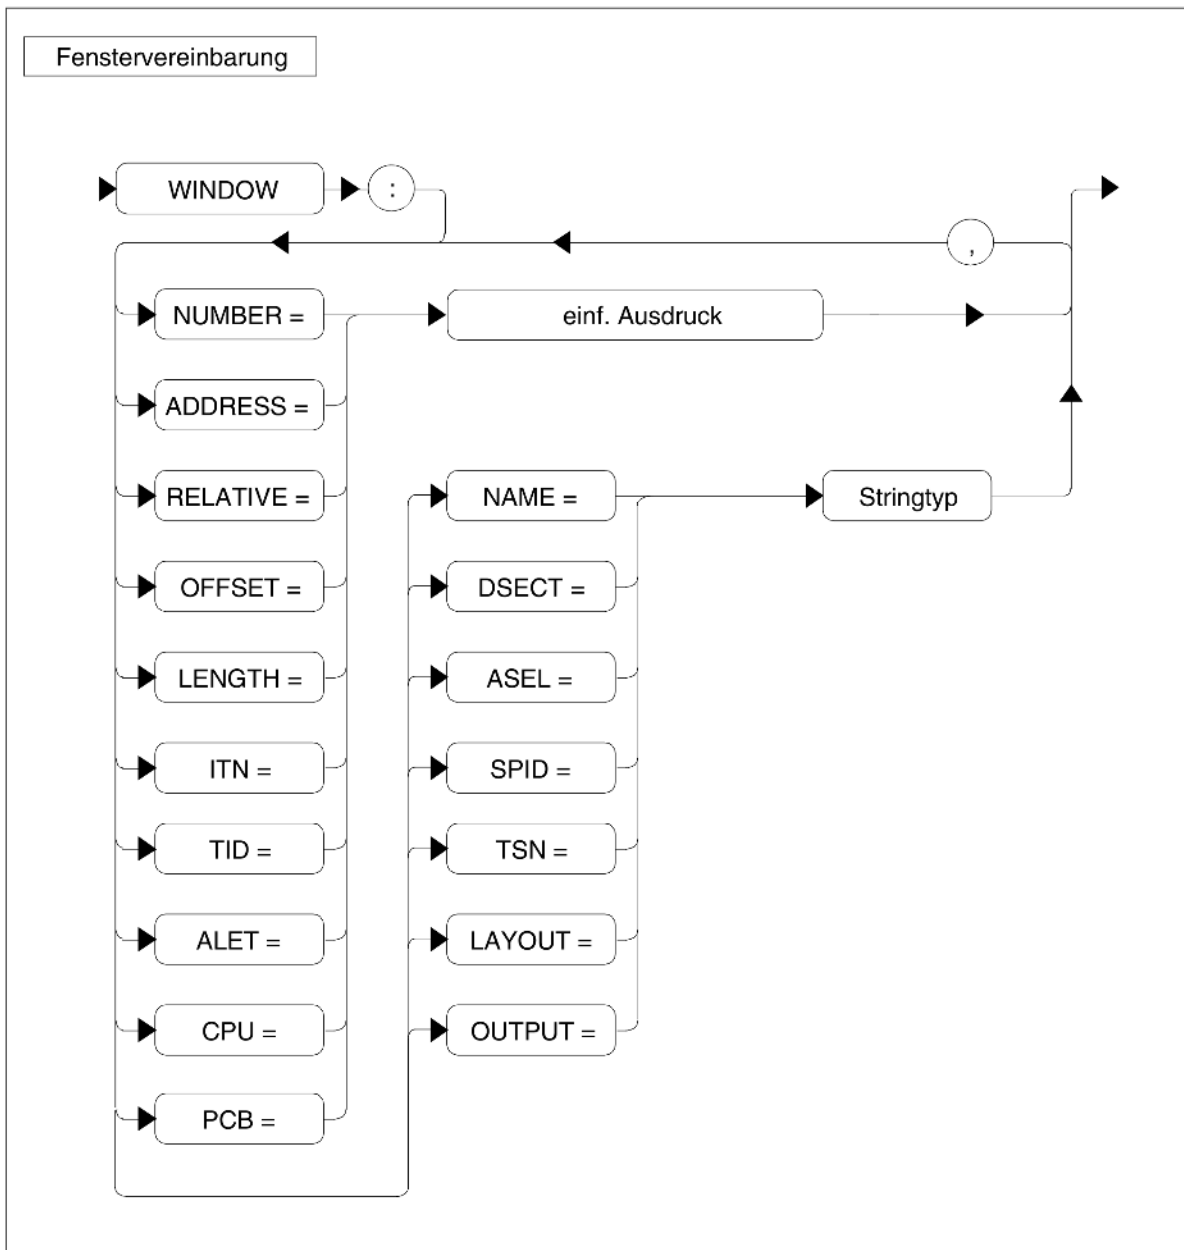 Fenstervereinbarung
WINDOW :
,
NUMBER = einf. Ausdruck
ADDRESS =
RELATIVE = NAME = Stringtyp
OFFSET = DSECT =
LENGTH = ASEL =
ITN = SPID =
TID = TSN =
ALET = LAYOUT =
CPU = OUTPUT =
PCB =